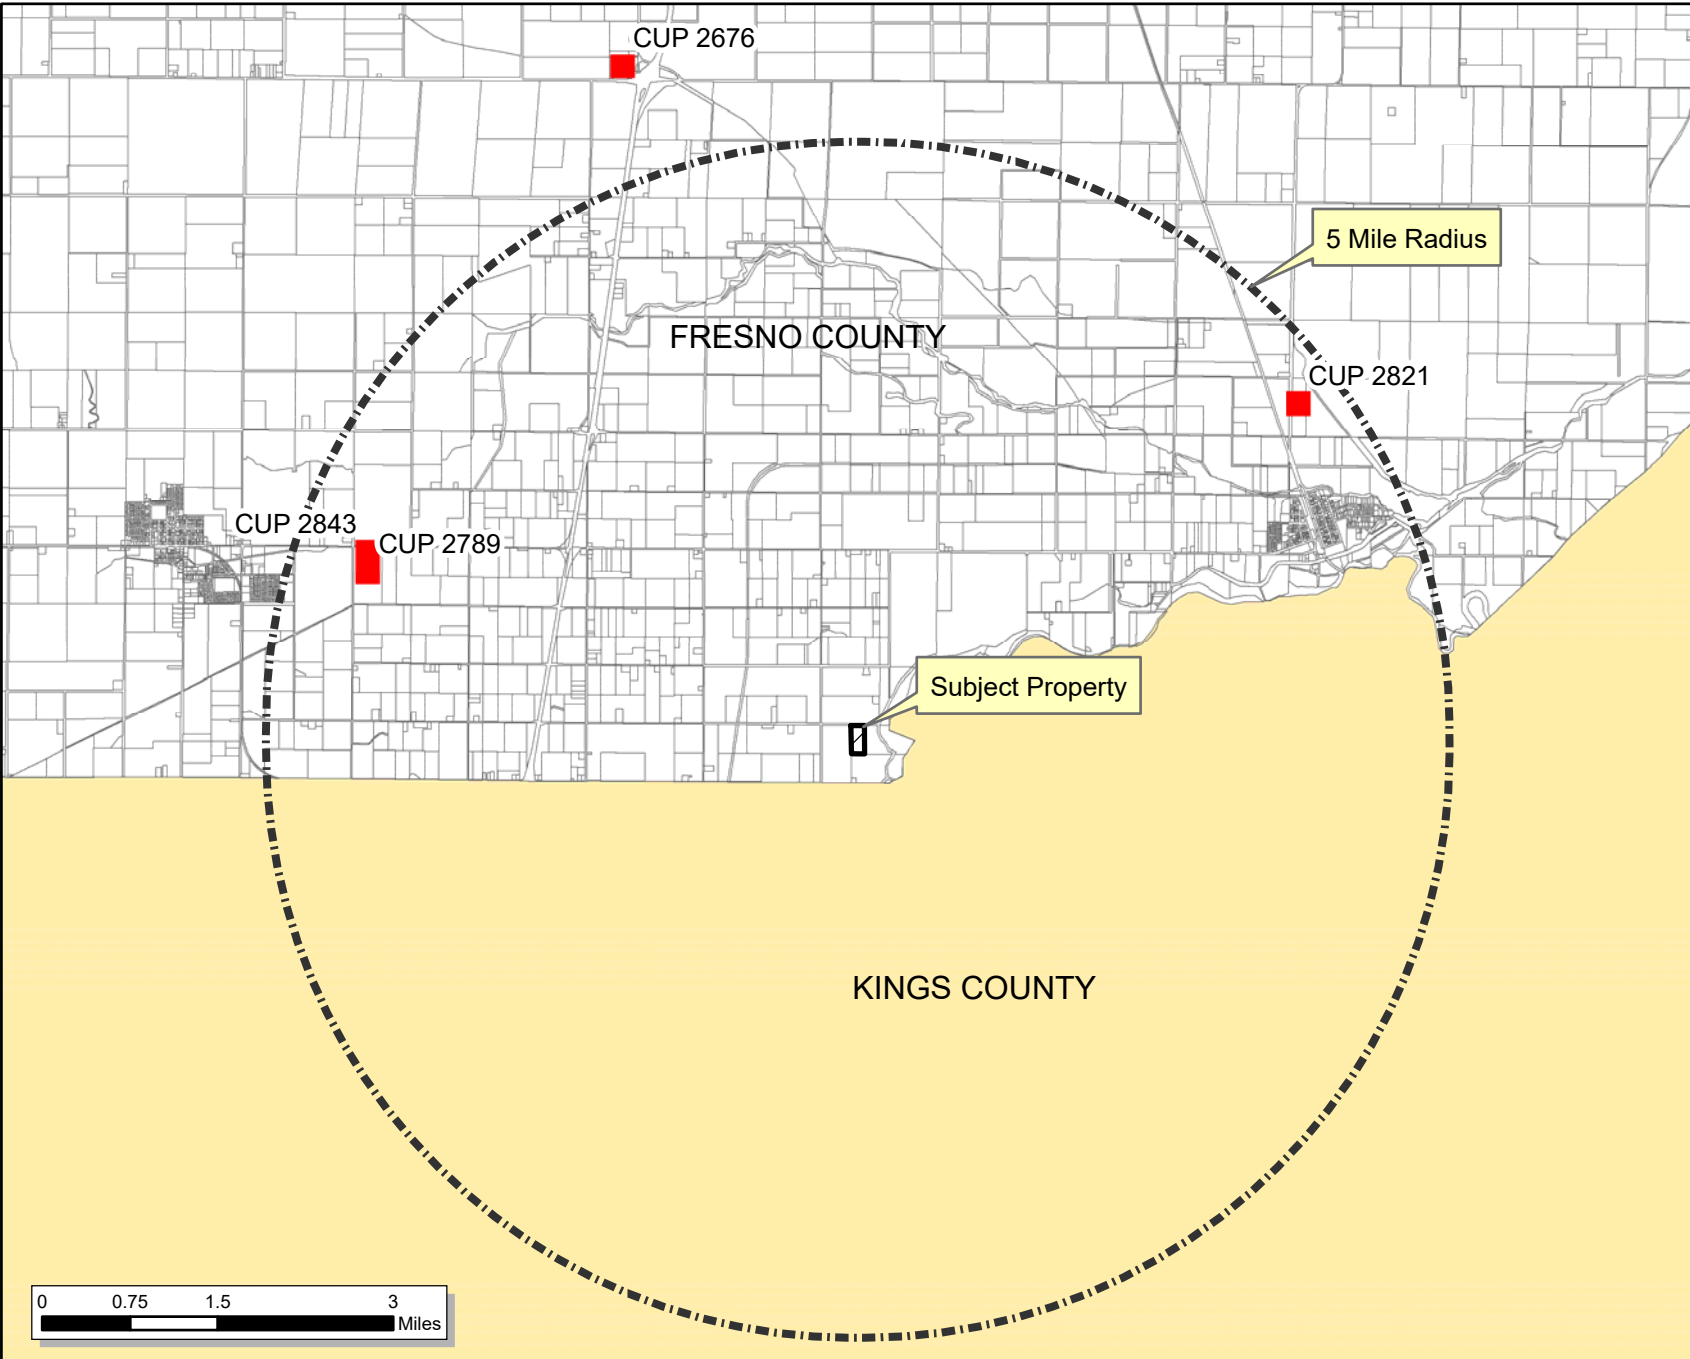 CUP 2676
5 Mile Radius
FRESNO COUNTY
CUP 2821
CUP 2843
CUP 2789
Subject Property
KINGS COUNTY
0 0.75 1.5 3
Miles